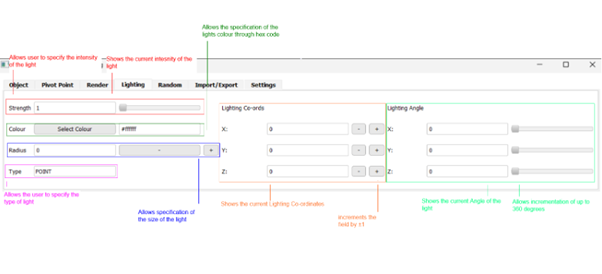 Allows the specification of the
lights colour through hex code
Allows user to specify the intensity
of the light
Shows the current intesnity of the
light
Object Pivot Point Render Lighting Random Import/Export Settings
Strength 1
Lighting Co-ords
Lighting Angle
Colour Select Colour #ffffff
X: 0 - +
X: 0
Radius 0 - +
Y: 0 - +
Y: 0
Type POINT
Z: 0 - +
Z: 0
Allows the user to specify the
type of light
Allows specification of
the size of the light
Shows the current Lighting Co-ordinates
increments the
held by ±1
Shows the current Angle of the
light
Allows incrementation of up to
360 degrees